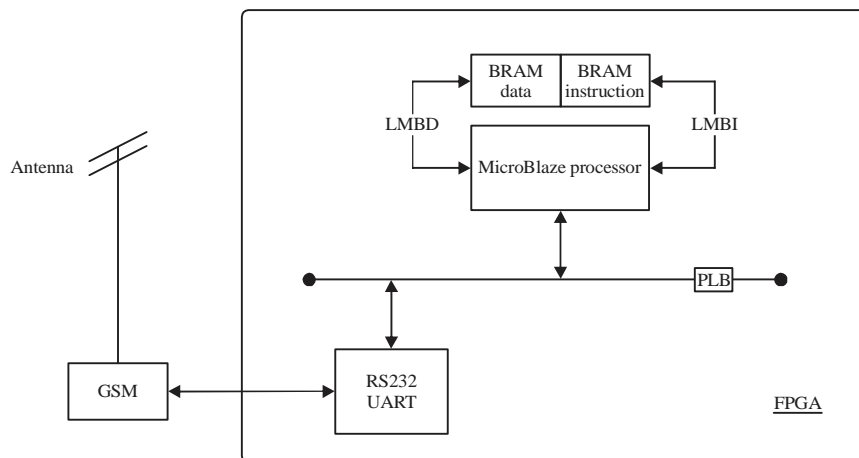 BRAM
data
BRAM
instruction
LMBD
LMBI
Antenna
MicroBlaze processor
PLB
GSM
RS232
UART
FPGA